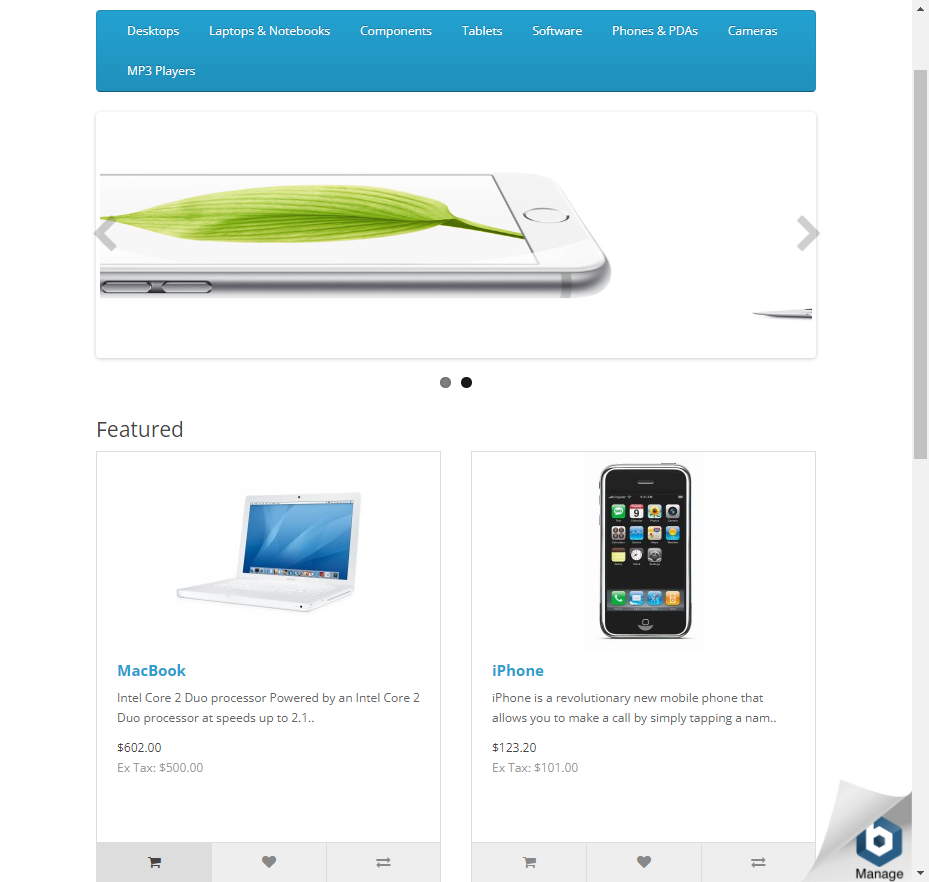 Desktops Laptops & Notebooks Components Tablets Software Phones & PDAs Cameras
MP3 Players
Featured
MacBook
Intel Core 2 Duo processor Powered by an Intel Core 2
Duo processor at speeds up to 2.1..
$602.00
Ex Tax: $500.00
iPhone
iPhone is a revolutionary new mobile phone that
allows you to make a call by simply tapping a nam..
$123.20
Ex Tax: $101.00
Manage